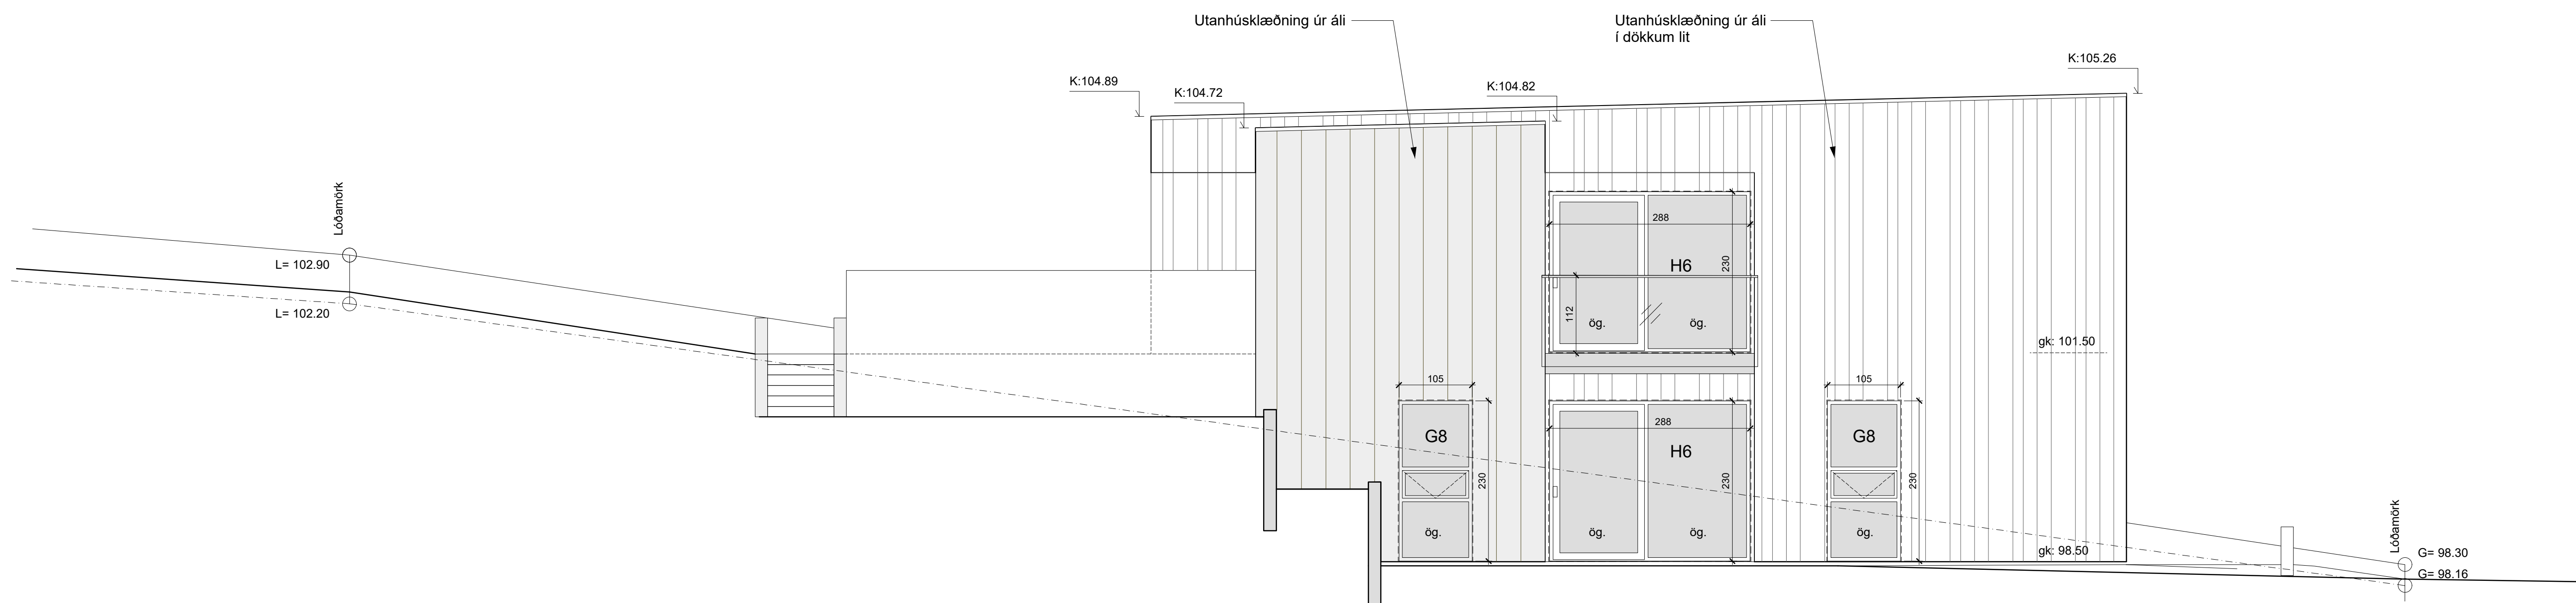 Utanhúsklæðning úr áli
Utanhúsklæðning úr áli
í dökkum lit
K:104.89
K:104.72
K:104.82
K:105.26
Lóðamörk
L= 102.90
L= 102.20
288
H6
230
112
ög.
ög.
gk: 101.50
105
G8
230
ög.
288
H6
230
ög.
ög.
105
G8
230
ög.
gk: 98.50
Lóðamörk
G= 98.30
G= 98.16